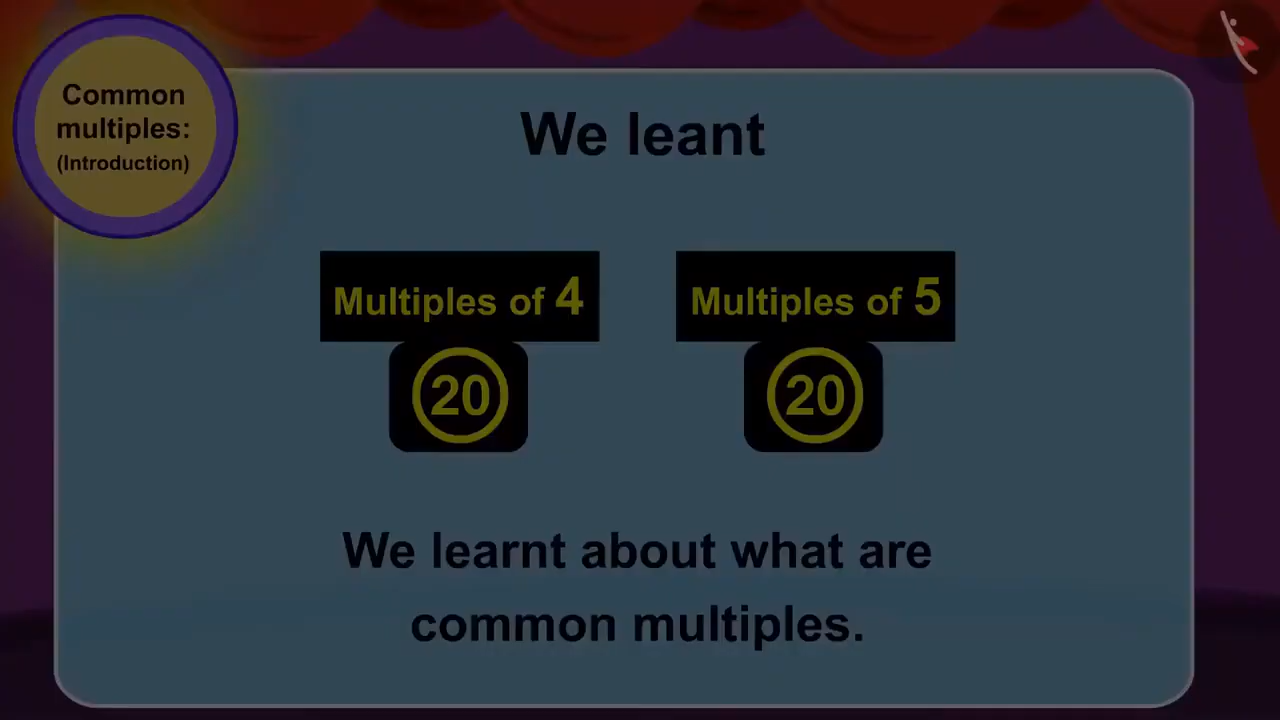 Common
multiples:
(Introduction)
We leant
Multiples of 4
Multiples of 5
20
20
We learnt about what are
common multiples.